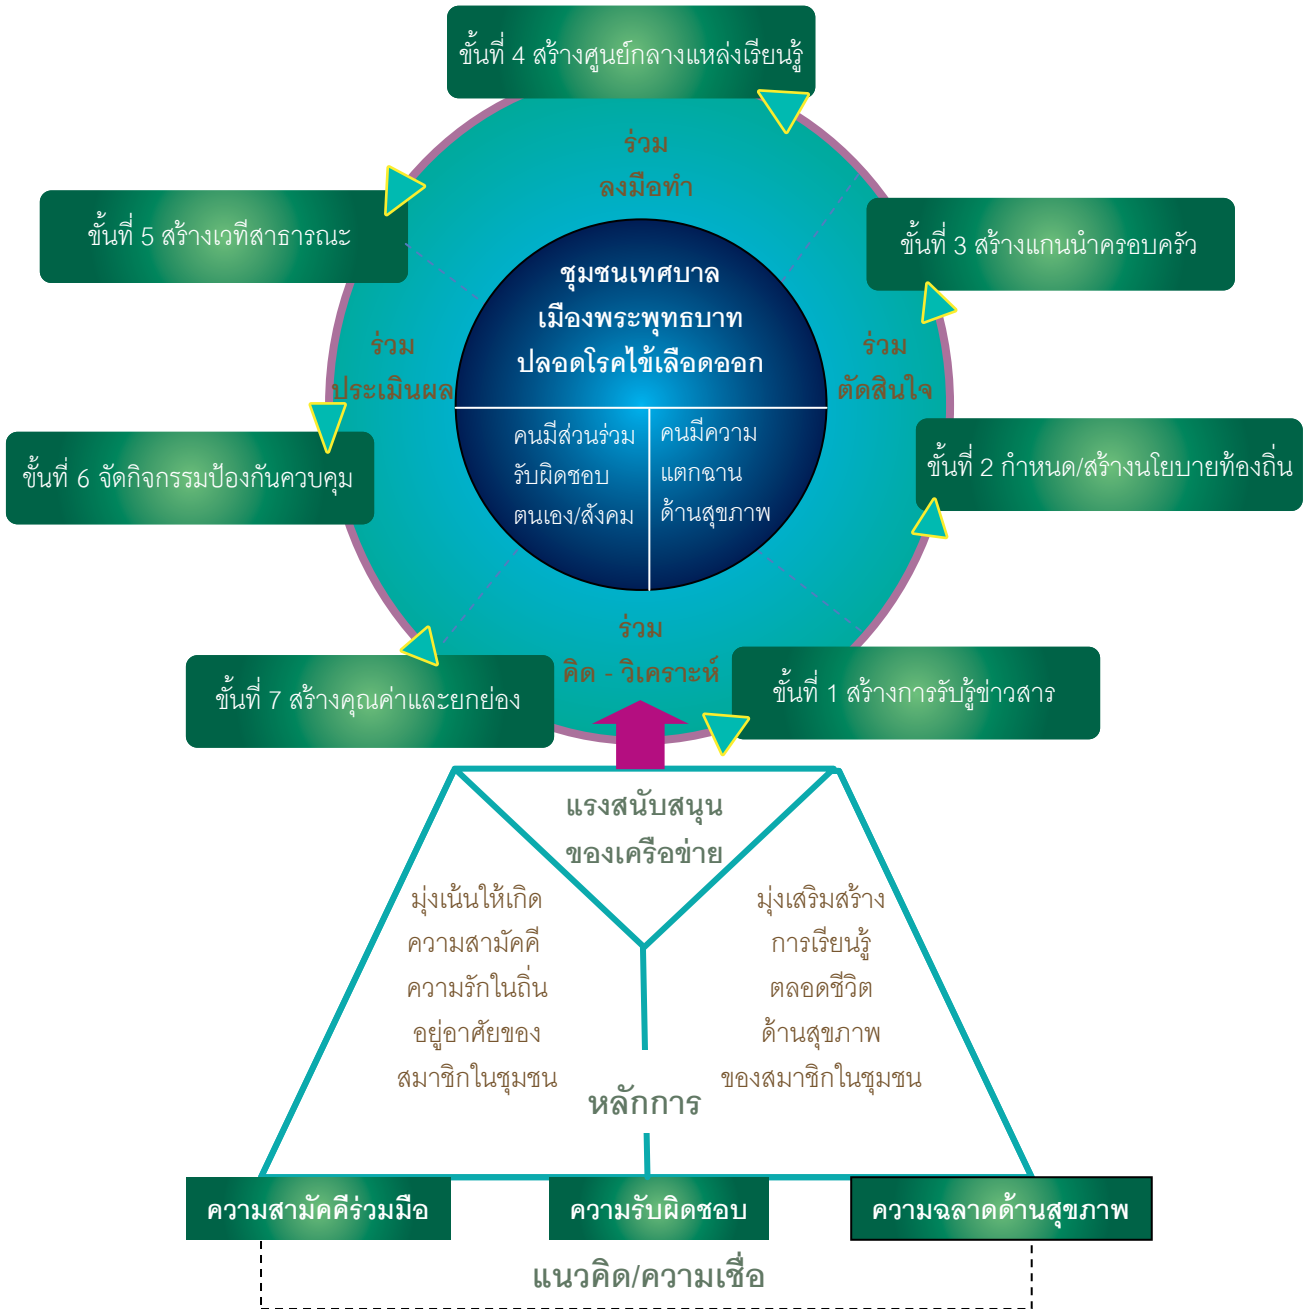 ขั้นที่ 4 สร้างศูนย์กลางแหล่งเรียนรู้
ร่วม
ลงมือทำ
ขั้นที่ 5 สร้างเวทีสาธารณะ
ขั้นที่ 3 สร้างแกนนำครอบครัว
ชุมชนเทศบาล
เมืองพระพุทธบาท
ปลอดโรคไข้เลือดออก
ร่วม
ประเมินผล
ร่วม
ตัดสินใจ
คนมีส่วนร่วม
รับผิดชอบ
ตนเอง/สังคม
คนมีความ
แตกฉาน
ด้านสุขภาพ
ขั้นที่ 6 จัดกิจกรรมป้องกันควบคุม
ขั้นที่ 2 กำหนด/สร้างนโยบายท้องถิ่น
ร่วม
คิด - วิเคราะห์
ขั้นที่ 7 สร้างคุณค่าและยกย่อง
ขั้นที่ 1 สร้างการรับรู้ข่าวสาร
แรงสนับสนุน
ของเครือข่าย
มุ่งเน้นให้เกิด
ความสามัคคี
ความรักในถิ่น
อยู่อาศัยของ
สมาชิกในชุมชน
มุ่งเสริมสร้าง
การเรียนรู้
ตลอดชีวิต
ด้านสุขภาพ
ของสมาชิกในชุมชน
หลักการ
ความสามัคคีร่วมมือ
ความรับผิดชอบ
ความฉลาดด้านสุขภาพ
แนวคิด/ความเชื่อ